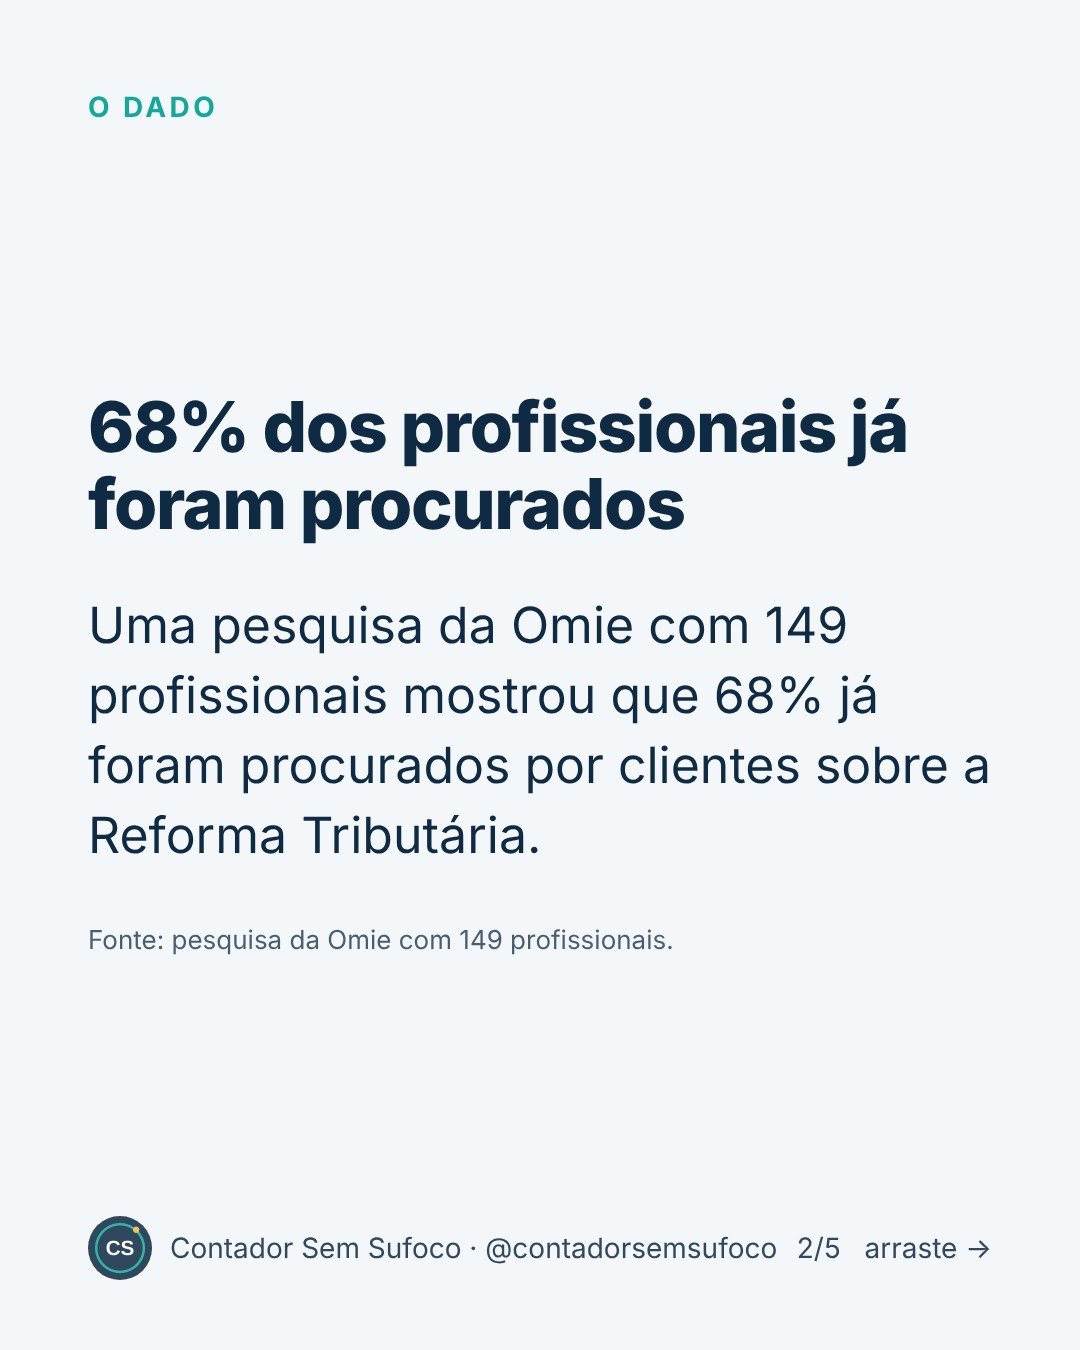 O DADO
68% dos profissionais já
foram procurados
Uma pesquisa da Omie com 149
profissionais mostrou que 68% já
foram procurados por clientes sobre a
Reforma Tributária.
Fonte: pesquisa da Omie com 149 profissionais.
CS Contador Sem Sufoco · @contadorsemsufoco 2/5 arraste →